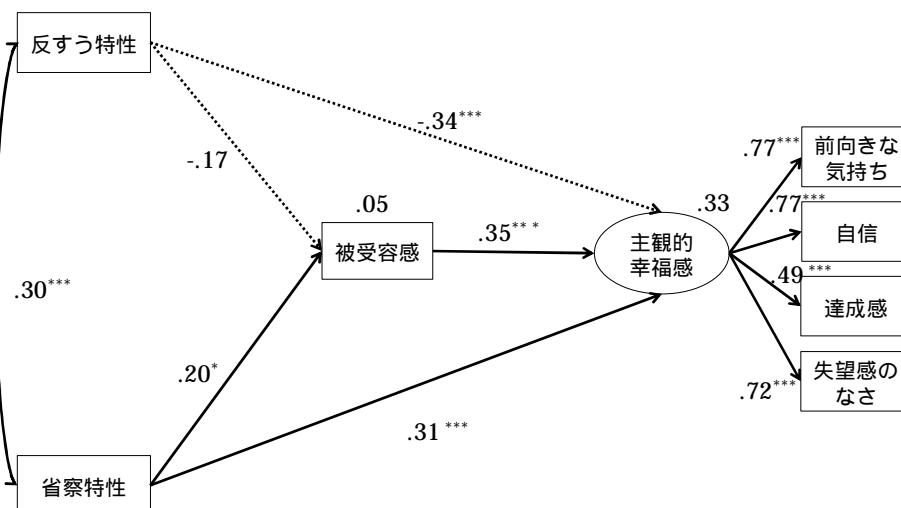 反すう特性
-.34***
-.17
.77***
前向きな
気持ち
.05
.33
.77***
被受容感
.35***
主観的
幸福感
自信
.30***
.49***
達成感
.20*
失望感の
なさ
.72***
.31***
省察特性